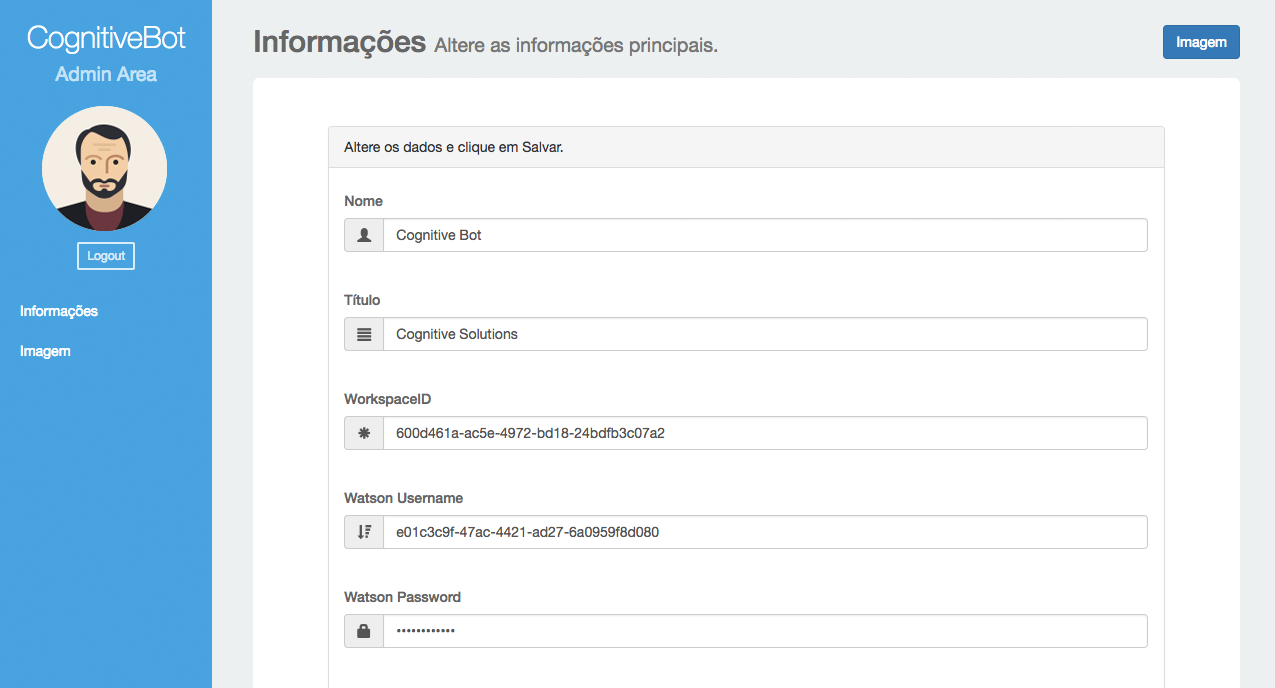 CognitiveBot
Admin Area
Logout
Informações
Imagem
Informações Altere as informações principais.
Imagem
Altere os dados e clique em Salvar.
Nome
Cognitive Bot
Título
Cognitive Solutions
WorkspaceID
600d461a-ac5e-4972-bd18-24bdfb3c07a2
Watson Username
e01c3c9f-47ac-4421-ad27-6a0959f8d080
Watson Password
••••••••••••